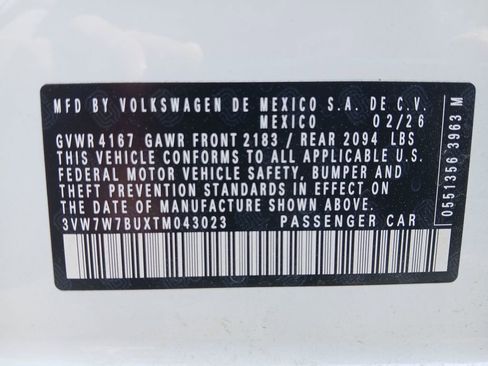 MFD BY VOLKSWAGEN DE MEXICO S.A. DE C.V.
MEXICO 02/26
GVWR 4167 GAWR FRONT 2183 / REAR 2094 LBS
THIS VEHICLE CONFORMS TO ALL APPLICABLE U.S.
FEDERAL MOTOR VEHICLE SAFETY, BUMPER AND
THEFT PREVENTION STANDARDS IN EFFECT ON
THE DATE OF MANUFACTURE SHOWN ABOVE.
3VW7W7BUXTM043023 PASSENGER CAR
0551356 3963 M